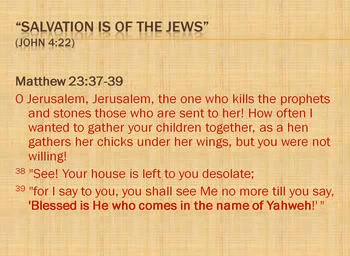 “SALVATION IS OF THE JEWS”
(JOHN 4:22)
Matthew 23:37-39
O Jerusalem, Jerusalem, the one who kills the prophets
and stones those who are sent to her! How often I
wanted to gather your children together, as a hen
gathers her chicks under her wings, but you were not
willing!
38 "See! Your house is left to you desolate;
39 "for I say to you, you shall see Me no more till you say,
'Blessed is He who comes in the name of Yahweh!' "